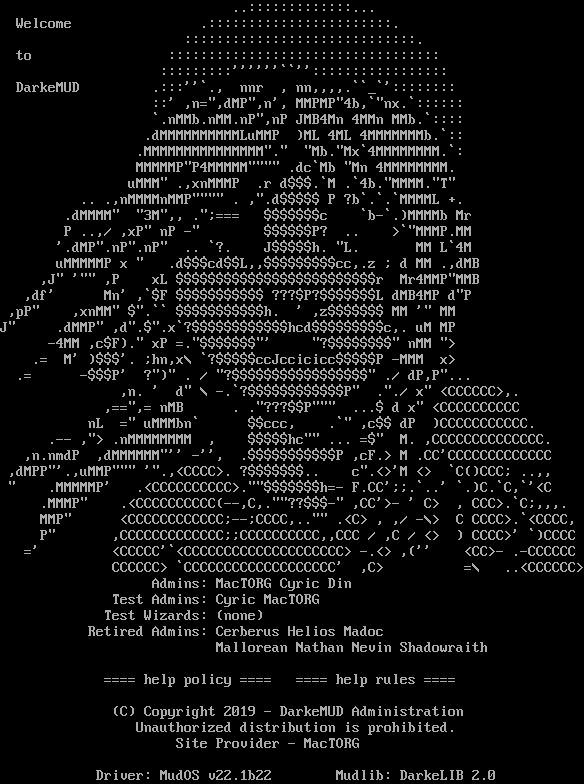 Welcome
to
DarkeMUD
Admins: MacTORG Cyric Din
Test Admins: Cyric MacTORG
Test Wizards: (none)
Retired Admins: Cerberus Helios Madoc
Mallorean Nathan Nevin Shadowraith
==== help policy ==== ==== help rules ====
(C) Copyright 2019 - DarkeMUD Administration
Unauthorized distribution is prohibited.
Site Provider - MacTORG
Driver: MudOS v22.1b22 Mudlib: DarkeLIB 2.0